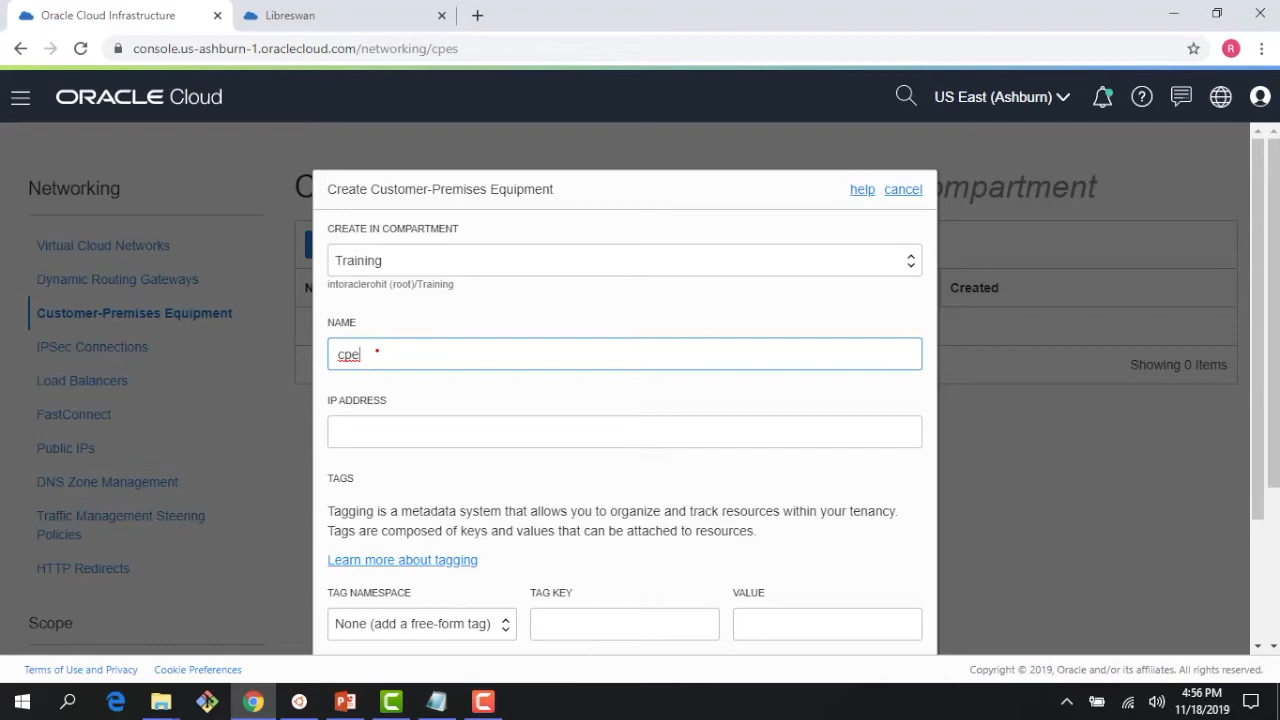 Oracle Cloud Infrastructure
Libreswan
console.us-ashburn-1.oraclecloud.com/networking/cpes
R
ORACLE Cloud
US East (Ashburn)
Networking
Virtual Cloud Networks
Dynamic Routing Gateways
Customer-Premises Equipment
IPSec Connections
Load Balancers
FastConnect
Public IPs
DNS Zone Management
Traffic Management Steering
Policies
HTTP Redirects
Scope
Created
Showing 0 Items
Create Customer-Premises Equipment
help
cancel
CREATE IN COMPARTMENT
Training
intoraclerohit (root)/Training
NAME
cpe
IP ADDRESS
TAGS
Tagging is a metadata system that allows you to organize and track resources within your tenancy.
Tags are composed of keys and values that can be attached to resources.
Learn more about tagging
TAG NAMESPACE
TAG KEY
VALUE
None (add a free-form tag)
Terms of Use and Privacy
Cookie Preferences
Copyright © 2019, Oracle and/or its affiliates. All rights reserved.
4:56 PM
11/18/2019